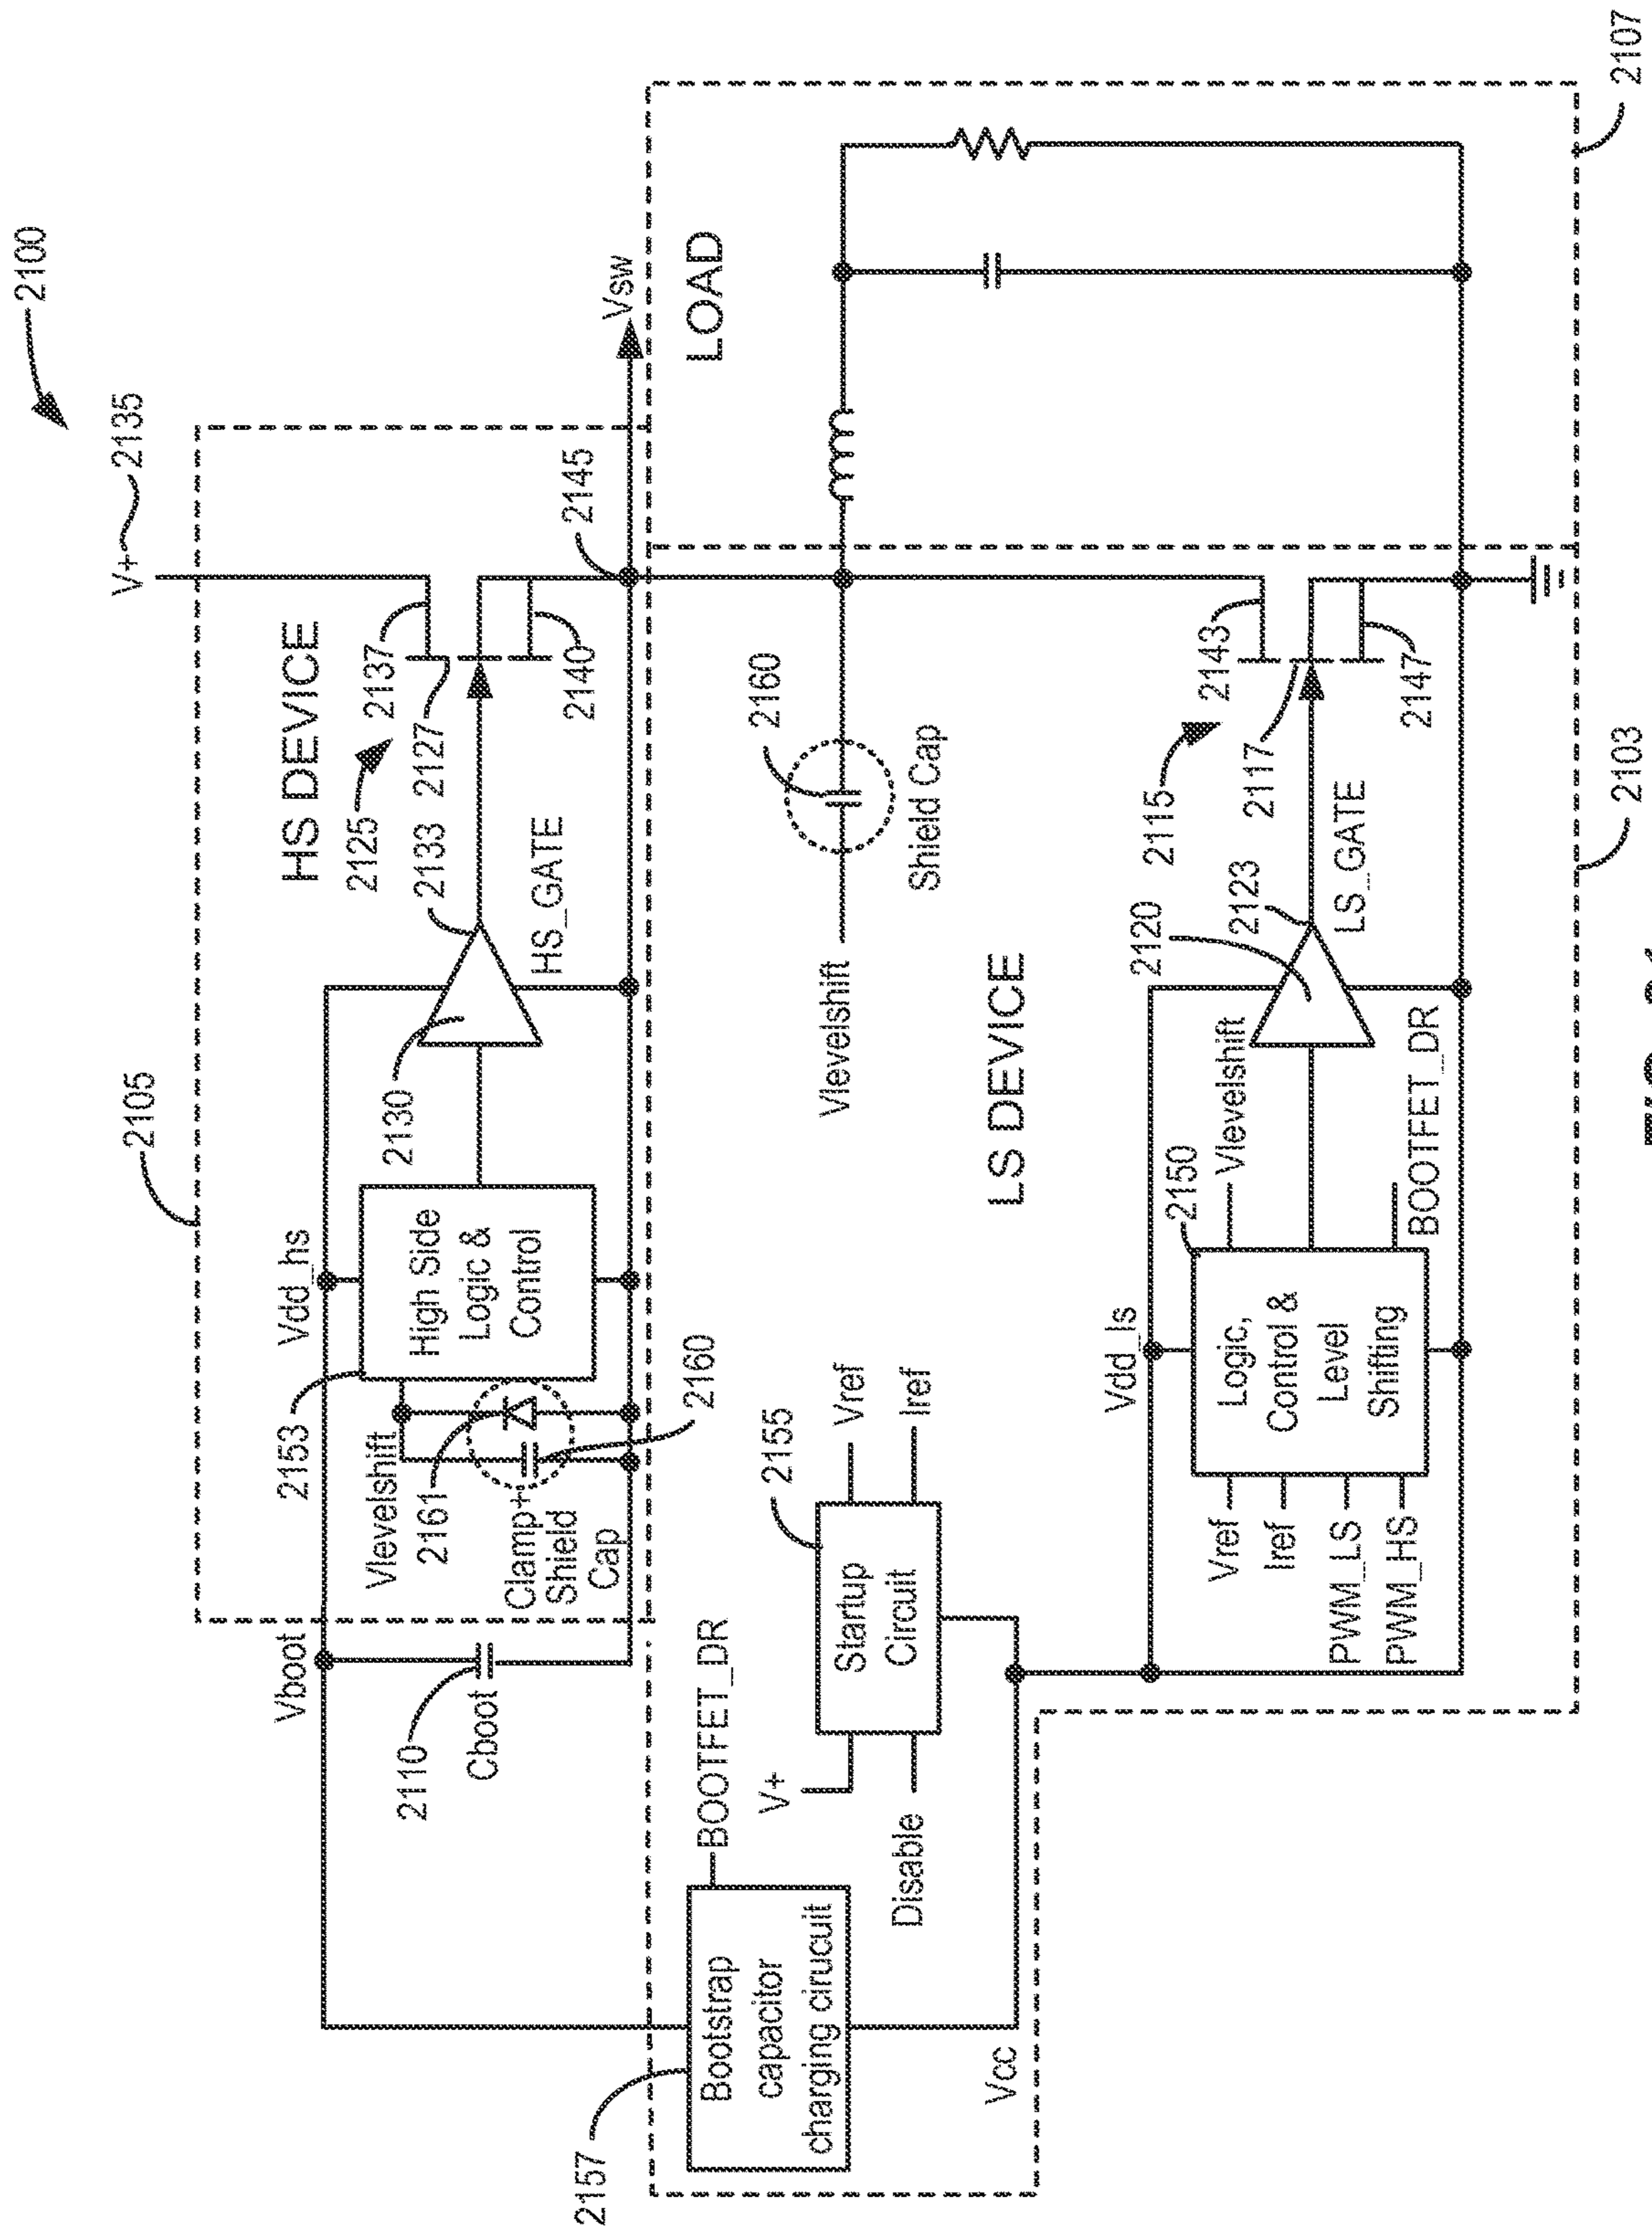 2100
V+
2135
2105
HS DEVICE
Vboot
Vdd_hs
2153
High Side
Logic &
Control
Vlevelshift
2161
Clamp+
Shield
Cap
2160
2110
Cboot
2130
2133
HS_GATE
2125
2127
2137
2140
2145
Vsw
2157
Bootstrap
capacitor
charging cirucuit
BOOTFET_DR
V+
Disable
Startup
Circuit
2155
Vref
Iref
Vcc
Vlevelshift
2160
Shield Cap
LOAD
LS DEVICE
Vdd_ls
2150
Logic,
Control &
Level
Shifting
Vref
Iref
PWM_LS
PWM_HS
Vlevelshift
BOOTFET_DR
2120
2123
LS_GATE
2115
2117
2143
2147
2103
2107